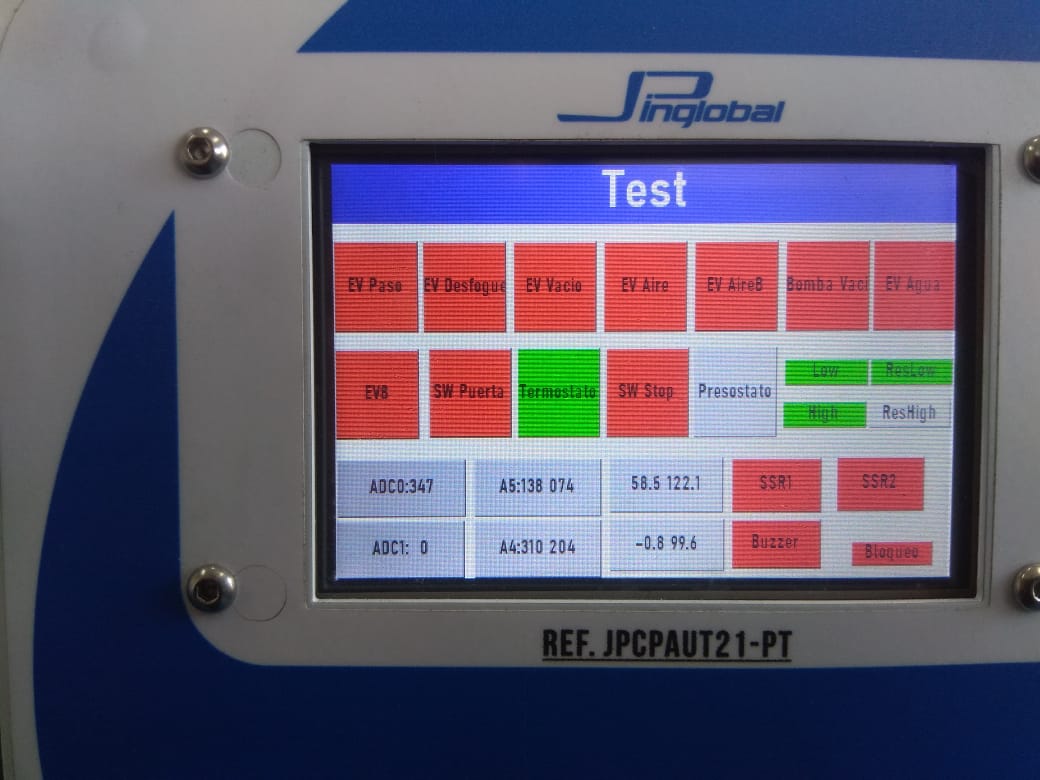 JPinglobal
Test
EV Paso EV Desfogue EV Vacio EV Aire EV AireB Bomba Vaci EV Agua
EVB SW Puerta Termostato SW Stop Presostato Low ResLow
High ResHigh
ADC0:347 A5:138 074 58.5 122.1 SSR1 SSR2
ADC1: 0 A4:310 204 -0.8 99.6 Buzzer Bloqueo
REF. JPCPAUT21-PT